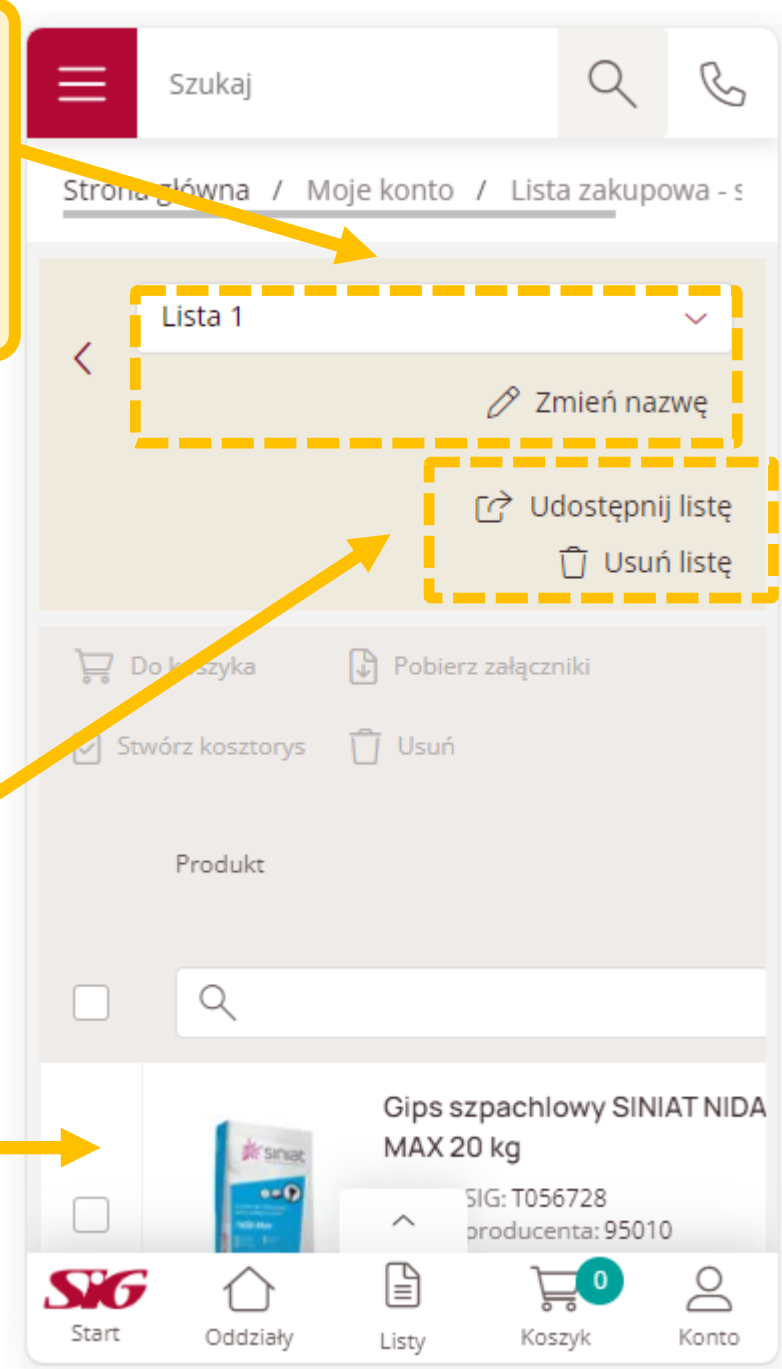 Szukaj
Strona główna / Moje konto / Lista zakupowa - s
Lista 1
Zmień nazwę
Udostępnij listę
Usuń listę
Do koszyka
Pobierz załączniki
Stwórz kosztorys
Usuń
Produkt
Gips szpachlowy SINIAT NIDA
MAX 20 kg
siniat
SIG: T056728
producenta: 95010
SIG
0
Start
Oddziały
Listy
Koszyk
Konto